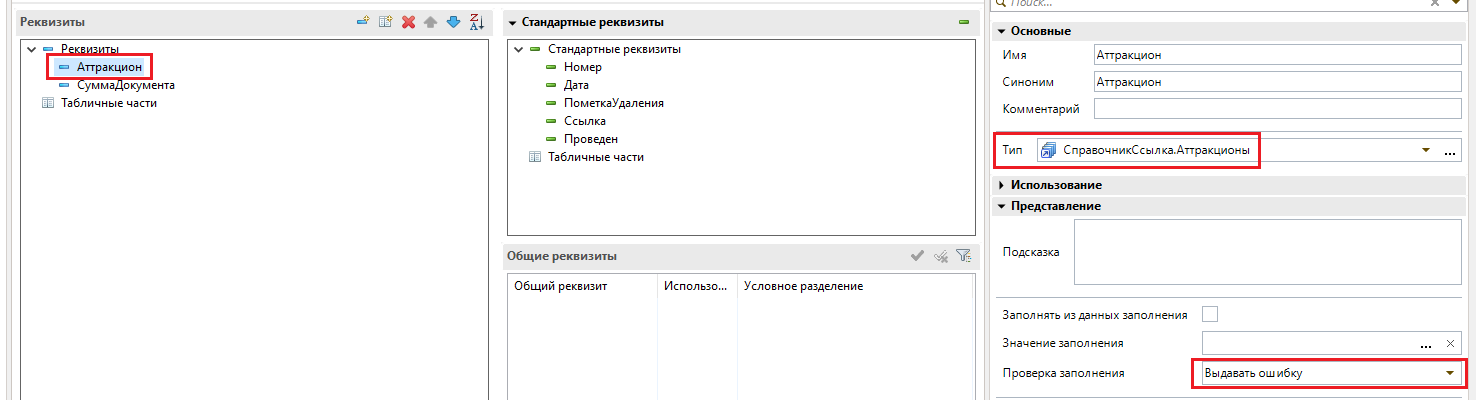 Поиск...
Реквизиты
Реквизиты
Аттракцион
СуммаДокумента
Табличные части
Стандартные реквизиты
Стандартные реквизиты
Номер
Дата
ПометкаУдаления
Ссылка
Проведен
Табличные части
Общие реквизиты
Общий реквизит Использо... Условное разделение
Основные
Имя Аттракцион
Синоним Аттракцион
Комментарий
Тип СправочникСсылка.Аттракционы ...
Использование
Представление
Подсказка
Заполнять из данных заполнения
Значение заполнения ...
Проверка заполнения Выдавать ошибку